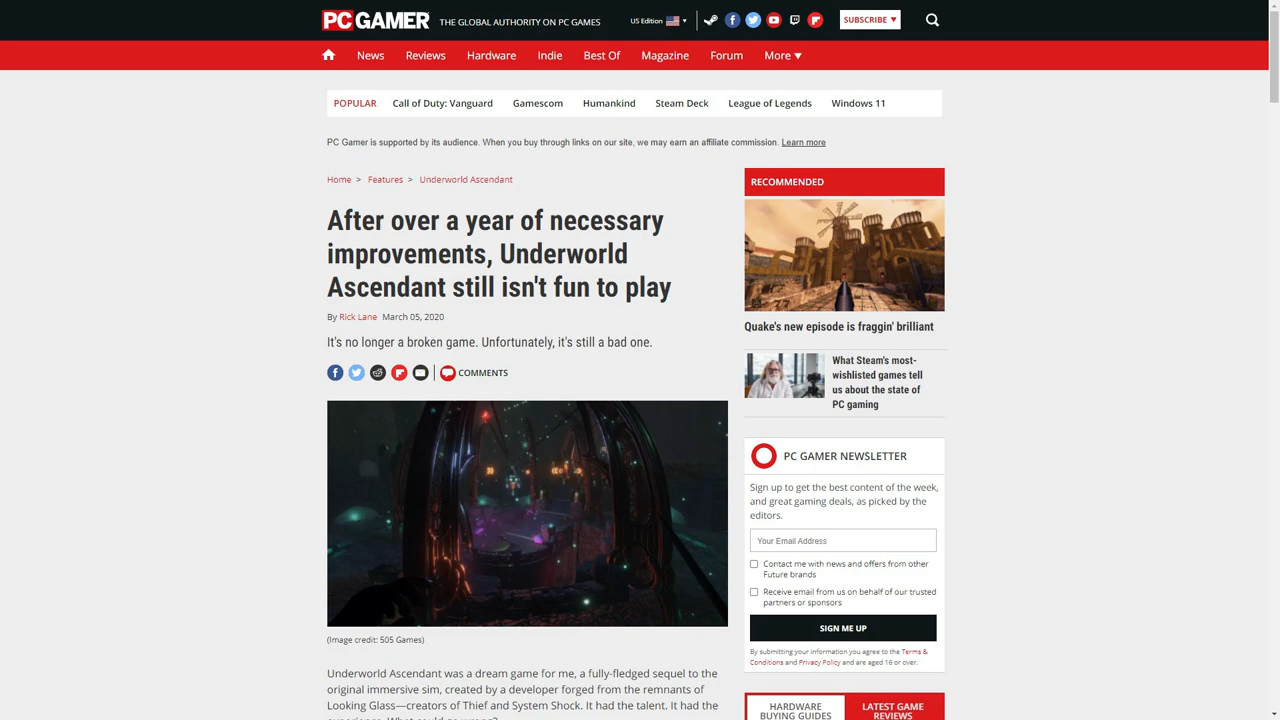 PC GAMER THE GLOBAL AUTHORITY ON PC GAMES US Edition SUBSCRIBE
News Reviews Hardware Indie Best Of Magazine Forum More
POPULAR Call of Duty: Vanguard Gamescom Humankind Steam Deck League of Legends Windows 11
PC Gamer is supported by its audience. When you buy through links on our site, we may earn an affiliate commission. Learn more
Home > Features > Underworld Ascendant
After over a year of necessary
improvements, Underworld
Ascendant still isn't fun to play
By Rick Lane March 05, 2020
It's no longer a broken game. Unfortunately, it's still a bad one.
COMMENTS
(Image credit: 505 Games)
Underworld Ascendant was a dream game for me, a fully-fledged sequel to the
original immersive sim, created by a developer forged from the remnants of
Looking Glass—creators of Thief and System Shock. It had the talent. It had the
experience. What could go wrong?
RECOMMENDED
Quake's new episode is fraggin' brilliant
What Steam's most-
wishlisted games tell
us about the state of
PC gaming
PC GAMER NEWSLETTER
Sign up to get the best content of the week,
and great gaming deals, as picked by the
editors.
Your Email Address
Contact me with news and offers from other
Future brands
Receive email from us on behalf of our trusted
partners or sponsors
SIGN ME UP
By submitting your information you agree to the Terms &
Conditions and Privacy Policy and are aged 16 or over.
HARDWARE
BUYING GUIDES
LATEST GAME
REVIEWS